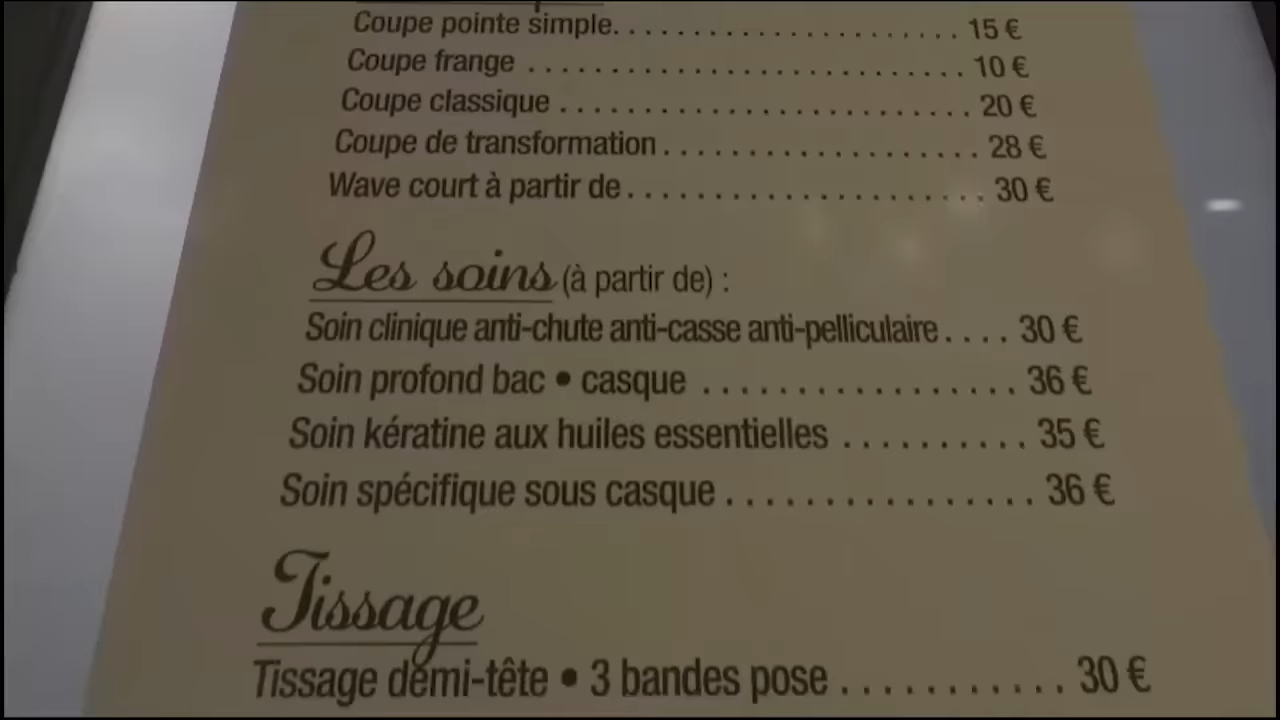 Coupe pointe simple. . . . . . . . . . . . . . . . . . . . . . . . 15 €
Coupe frange . . . . . . . . . . . . . . . . . . . . . . . . . . . 10 €
Coupe classique . . . . . . . . . . . . . . . . . . . . . . . . . 20 €
Coupe de transformation . . . . . . . . . . . . . . . . . . . 28 €
Wave court à partir de . . . . . . . . . . . . . . . . . . . . . 30 €
Les soins (à partir de) :
Soin clinique anti-chute anti-casse anti-pelliculaire . . . . 30 €
Soin profond bac • casque . . . . . . . . . . . . . . . . . 36 €
Soin kératine aux huiles essentielles . . . . . . . . . . 35 €
Soin spécifique sous casque . . . . . . . . . . . . . . . . 36 €
Tissage
Tissage demi-tête • 3 bandes pose . . . . . . . . . . . 30 €